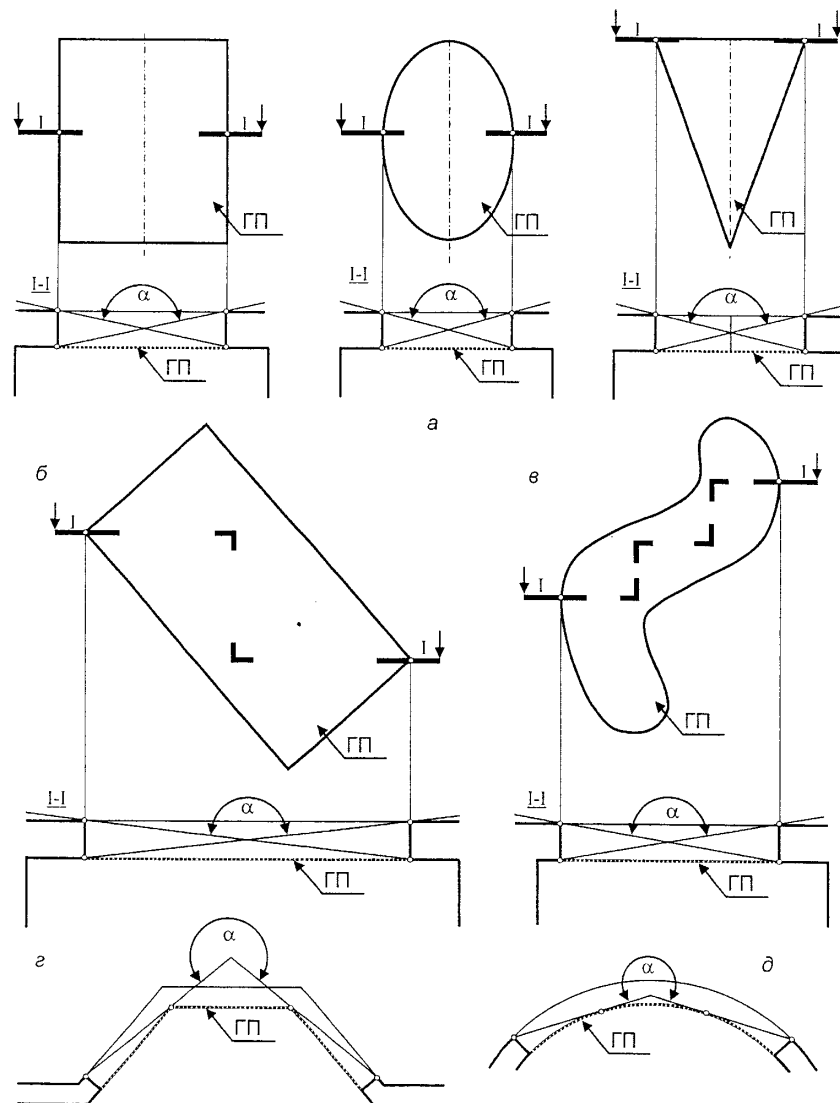 I I I I I I
ГП ГП ГП
I-I α I-I α I-I α
ГП ГП ГП
а
б в
I I I I
ГП ГП
I-I α I-I α
ГП ГП
г α α д
ГП ГП